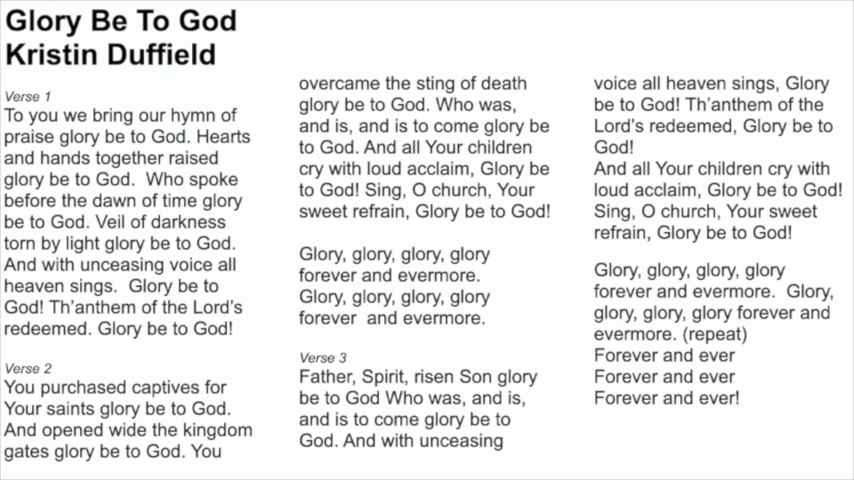 Glory Be To God
Kristin Duffield
Verse 1
To you we bring our hymn of
praise glory be to God. Hearts
and hands together raised
glory be to God.  Who spoke
before the dawn of time glory
be to God. Veil of darkness
torn by light glory be to God.
And with unceasing voice all
heaven sings.  Glory be to
God! Th'anthem of the Lord's
redeemed. Glory be to God!
Verse 2
You purchased captives for
Your saints glory be to God.
And opened wide the kingdom
gates glory be to God. You
overcame the sting of death
glory be to God. Who was,
and is, and is to come glory be
to God. And all Your children
cry with loud acclaim, Glory be
to God! Sing, O church, Your
sweet refrain, Glory be to God!
Glory, glory, glory, glory
forever and evermore.
Glory, glory, glory, glory
forever  and evermore.
Verse 3
Father, Spirit, risen Son glory
be to God Who was, and is,
and is to come glory be to
God. And with unceasing
voice all heaven sings, Glory
be to God! Th'anthem of the
Lord's redeemed, Glory be to
God!
And all Your children cry with
loud acclaim, Glory be to God!
Sing, O church, Your sweet
refrain, Glory be to God!
Glory, glory, glory, glory
forever and evermore.  Glory,
glory, glory, glory forever and
evermore. (repeat)
Forever and ever
Forever and ever
Forever and ever!